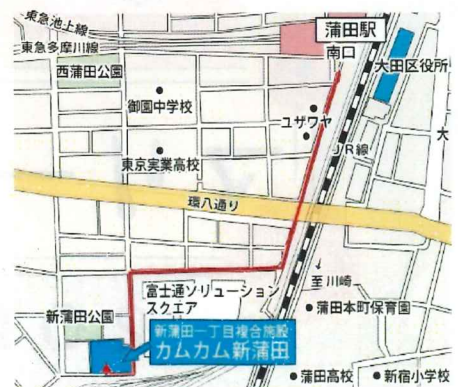 東急池上線
東急多摩川線
蒲田駅
南口
西蒲田公園
大田区役所
御園中学校
ユザワヤ
大
東京実業高校
JR線
環八通り
至川崎
富士通ソリューション
スクエア
蒲田本町保育園
新蒲田公園
新蒲田一丁目複合施設
カムカム新蒲田
蒲田高校
新宿小学校